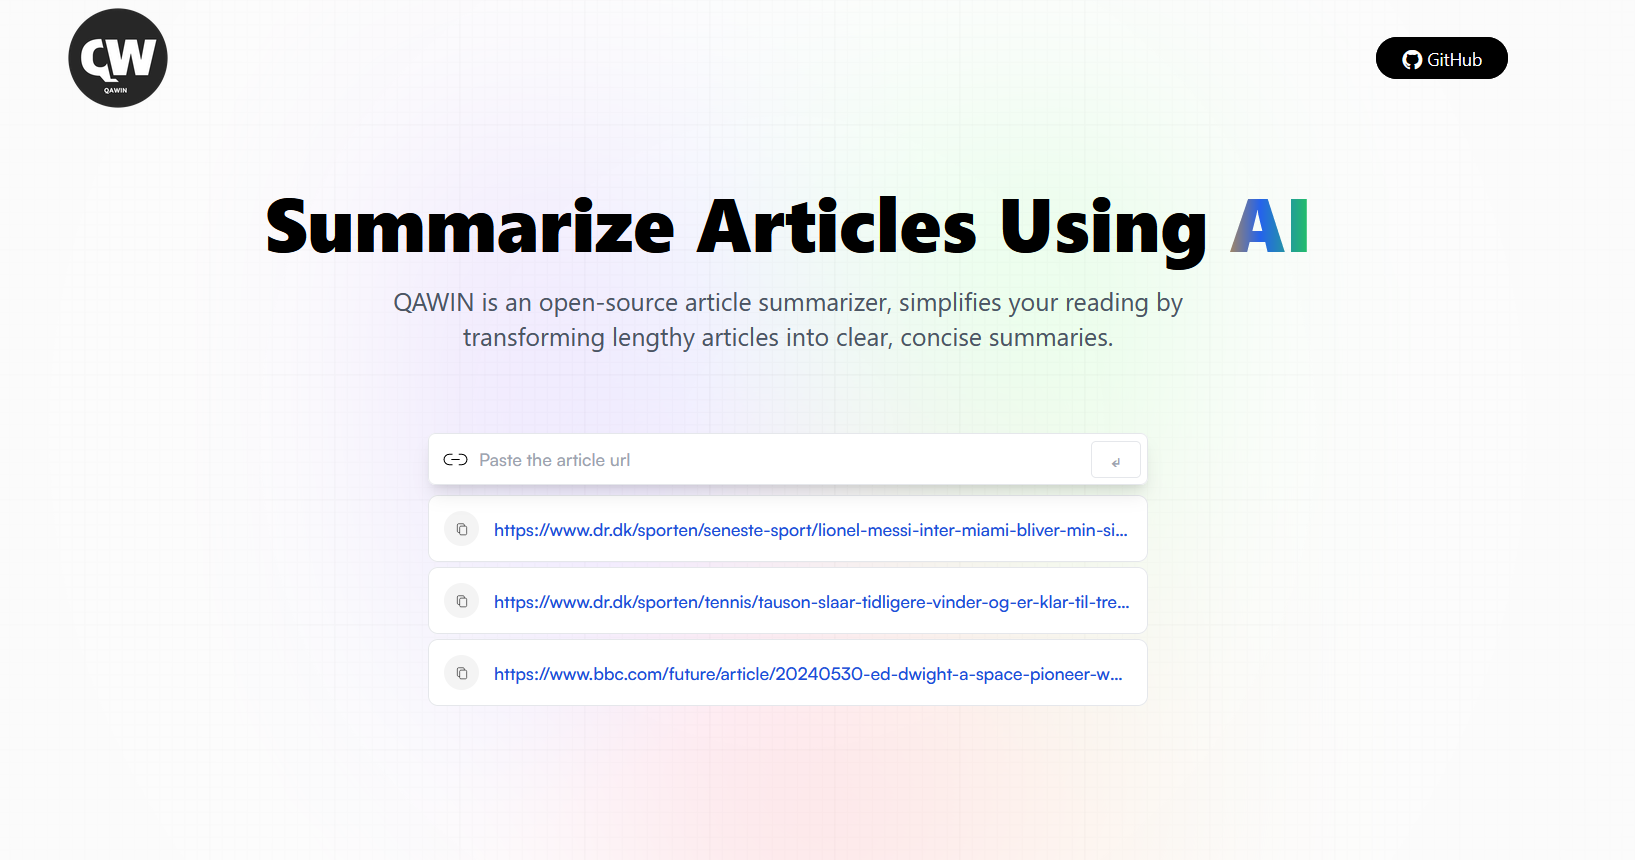 QW
QAWIN
GitHub
Summarize Articles Using AI
QAWIN is an open-source article summarizer, simplifies your reading by
transforming lengthy articles into clear, concise summaries.
Paste the article url
https://www.dr.dk/sporten/seneste-sport/lionel-messi-inter-miami-bliver-min-si...
https://www.dr.dk/sporten/tennis/tauson-slaar-tidligere-vinder-og-er-klar-til-tre...
https://www.bbc.com/future/article/20240530-ed-dwight-a-space-pioneer-w...